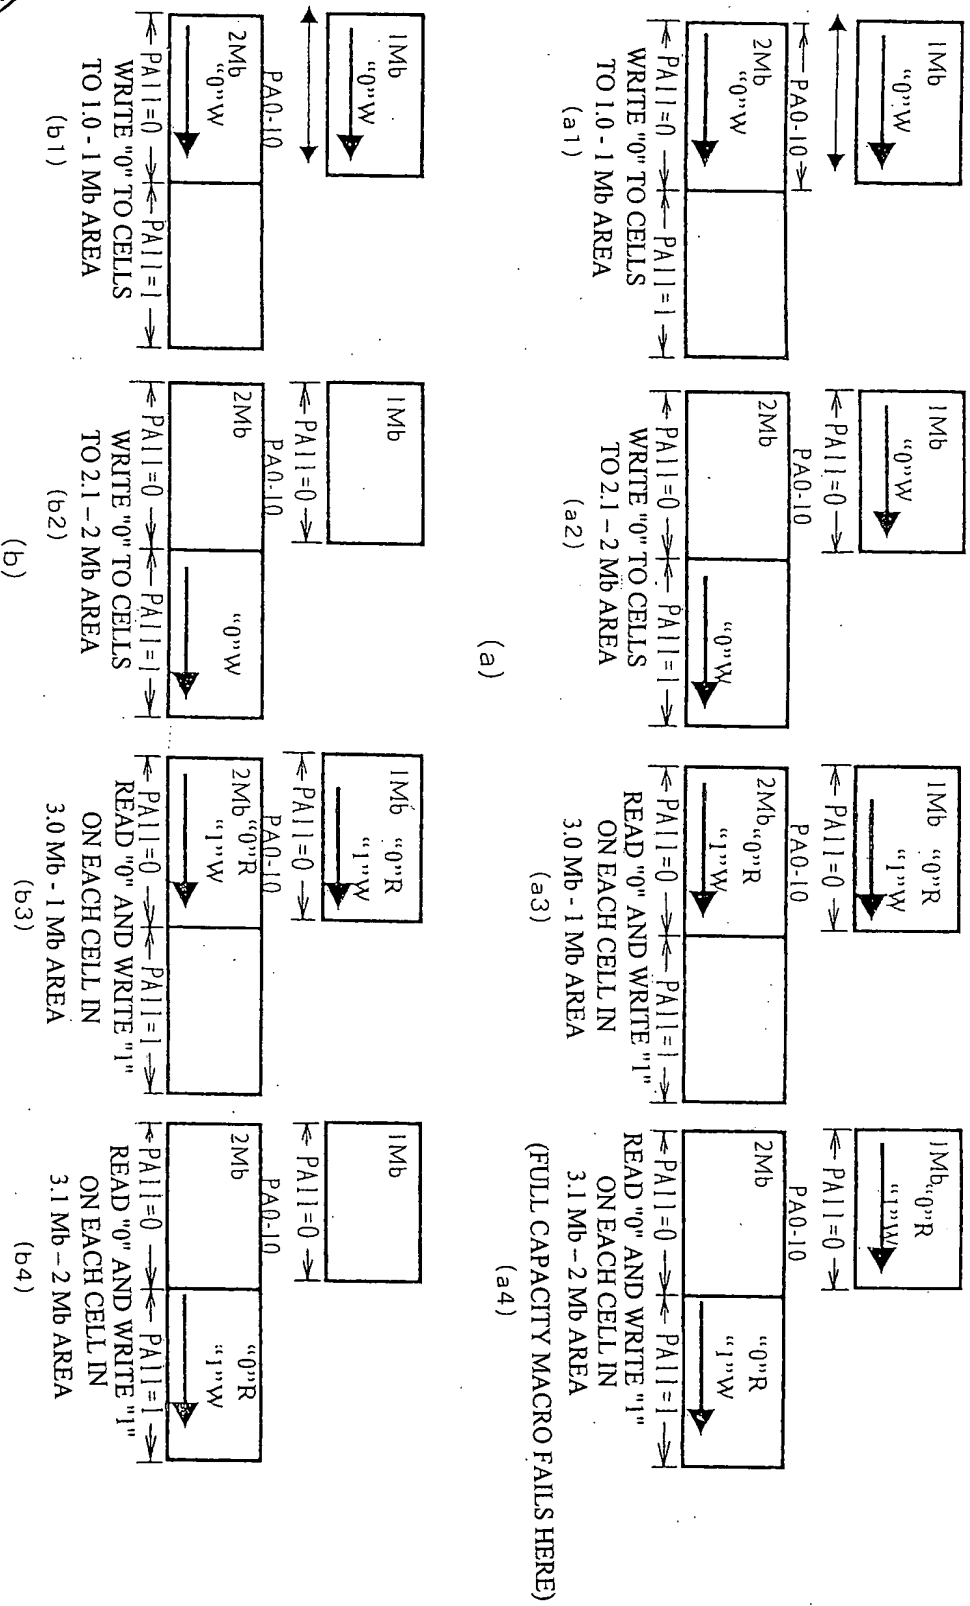 1Mb
"0"W
PA0-10
2Mb
"0"W
PA11=0 PA11=1
WRITE "0" TO CELLS
TO 1.0 - 1 Mb AREA
(a1)
1Mb
"0"W
PA11=0
PA0-10
2Mb
"0"W
PA11=0 PA11=1
WRITE "0" TO CELLS
TO 2.1 – 2 Mb AREA
(a2)
1Mb "0"R
"1"W
PA11=0
PA0-10
2Mb "0"R
"1"W
PA11=0 PA11=1
READ "0" AND WRITE "1"
ON EACH CELL IN
3.0 Mb - 1 Mb AREA
(a3)
1Mb "0"R
"1"W
PA11=0
PA0-10
2Mb
"0"R
"1"W
PA11=0 PA11=1
READ "0" AND WRITE "1"
ON EACH CELL IN
3.1 Mb – 2 Mb AREA
(FULL CAPACITY MACRO FAILS HERE)
(a4)
(a)
1Mb
"0"W
PA0-10
2Mb
"0"W
PA11=0 PA11=1
WRITE "0" TO CELLS
TO 1.0 - 1 Mb AREA
(b1)
1Mb
PA11=0
PA0-10
2Mb
"0"W
PA11=0 PA11=1
WRITE "0" TO CELLS
TO 2.1 – 2 Mb AREA
(b2)
1Mb "0"R
"1"W
PA11=0
PA0-10
2Mb "0"R
"1"W
PA11=0 PA11=1
READ "0" AND WRITE "1"
ON EACH CELL IN
3.0 Mb - 1 Mb AREA
(b3)
1Mb
PA11=0
PA0-10
2Mb
"0"R
"1"W
PA11=0 PA11=1
READ "0" AND WRITE "1"
ON EACH CELL IN
3.1 Mb – 2 Mb AREA
(b4)
(b)